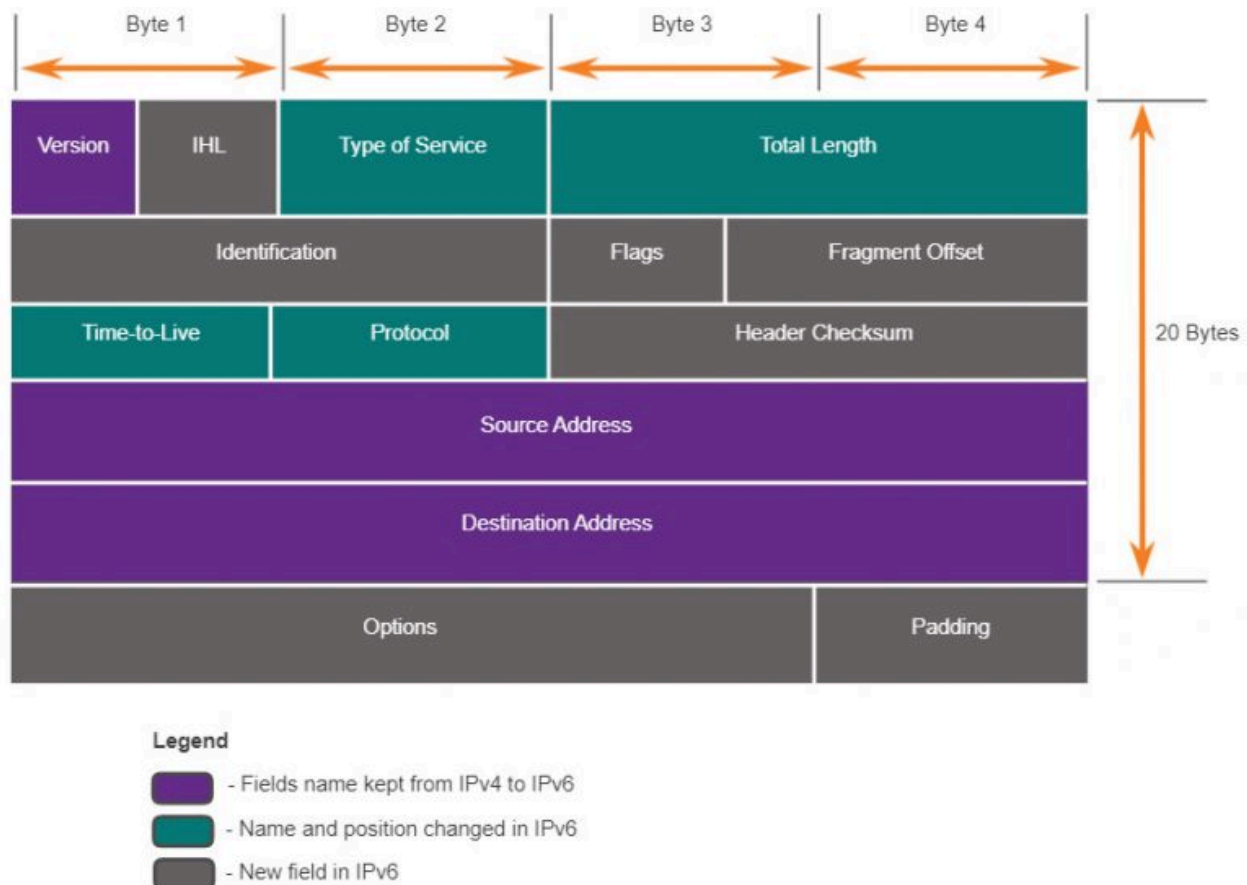 Byte 1 Byte 2 Byte 3 Byte 4
Version IHL Type of Service Total Length
Identification Flags Fragment Offset
Time-to-Live Protocol Header Checksum
20 Bytes
Source Address
Destination Address
Options Padding
Legend
- Fields name kept from IPv4 to IPv6
- Name and position changed in IPv6
- New field in IPv6